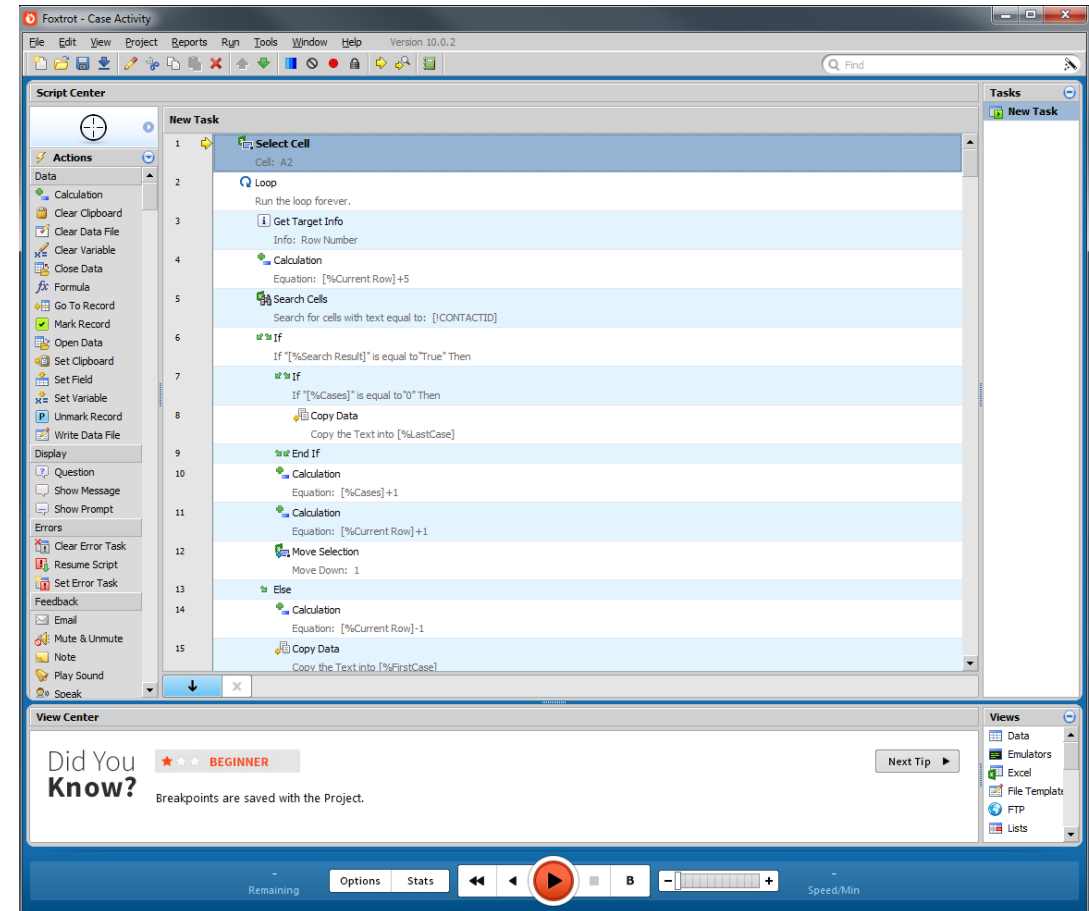 Foxtrot - Case Activity
File Edit View Project Reports Run Tools Window Help Version 10.0.2
Find
Script Center
Tasks
New Task
New Task
Actions
Data
Calculation
Clear Clipboard
Clear Data File
Clear Variable
Close Data
Formula
Go To Record
Mark Record
Open Data
Set Clipboard
Set Field
Set Variable
Unmark Record
Write Data File
Display
Question
Show Message
Show Prompt
Errors
Clear Error Task
Resume Script
Set Error Task
Feedback
Email
Mute & Unmute
Note
Play Sound
Speak
1 Select Cell
Cell: A2
2 Loop
Run the loop forever.
3 Get Target Info
Info: Row Number
4 Calculation
Equation: [%Current Row]+5
5 Search Cells
Search for cells with text equal to: [!CONTACTID]
6 If
If "[%Search Result]" is equal to"True" Then
7 If
If "[%Cases]" is equal to"0" Then
8 Copy Data
Copy the Text into [%LastCase]
9 End If
10 Calculation
Equation: [%Cases]+1
11 Calculation
Equation: [%Current Row]+1
12 Move Selection
Move Down: 1
13 Else
14 Calculation
Equation: [%Current Row]-1
15 Copy Data
Copy the Text into [%FirstCase]
View Center
Did You
Know?
BEGINNER
Breakpoints are saved with the Project.
Next Tip
Views
Data
Emulators
Excel
File Template
FTP
Lists
-
Remaining
Options Stats
B
- +
-
Speed/Min